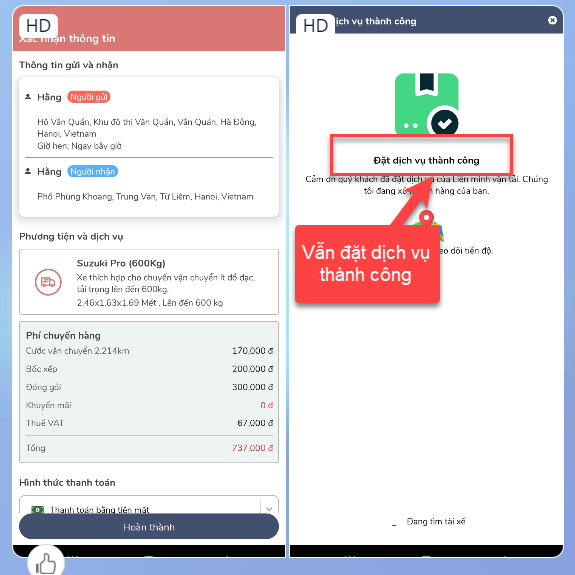 HD
Xác nhận thông tin
Thông tin gửi và nhận
Hằng Người gửi
Hồ Văn Quán, Khu đô thị Văn Quán, Văn Quán, Hà Đông,
Hanoi, Vietnam
Giờ hẹn: Ngay bây giờ
Hằng Người nhận
Phố Phùng Khoang, Trung Van, Từ Liêm, Hanoi, Vietnam
Phương tiện và dịch vụ
Suzuki Pro (600Kg)
Xe thích hợp cho chuyển vận chuyển ít đồ đạc,
tải trọng lên đến 600kg.
2.46x1.63x1.69 Mét . Lên đến 600 kg
Phí chuyến hàng
Cước vận chuyển 2.214km 170,000 đ
Bốc xếp 200,000 đ
Đóng gói 300,000 đ
Khuyến mãi 0 đ
Thuế VAT 67,000 đ
Tổng 737,000 đ
Hình thức thanh toán
Thanh toán bằng tiền mặt
Hoàn thành
HD
dịch vụ thành công
Đặt dịch vụ thành công
Cảm ơn quý khách đã đặt dịch vụ của Liên minh vận tải. Chúng
tôi đang xử hàng của bạn.
eo dõi tiến độ.
Vẫn đặt dịch vụ
thành công
Đang tìm tài xế